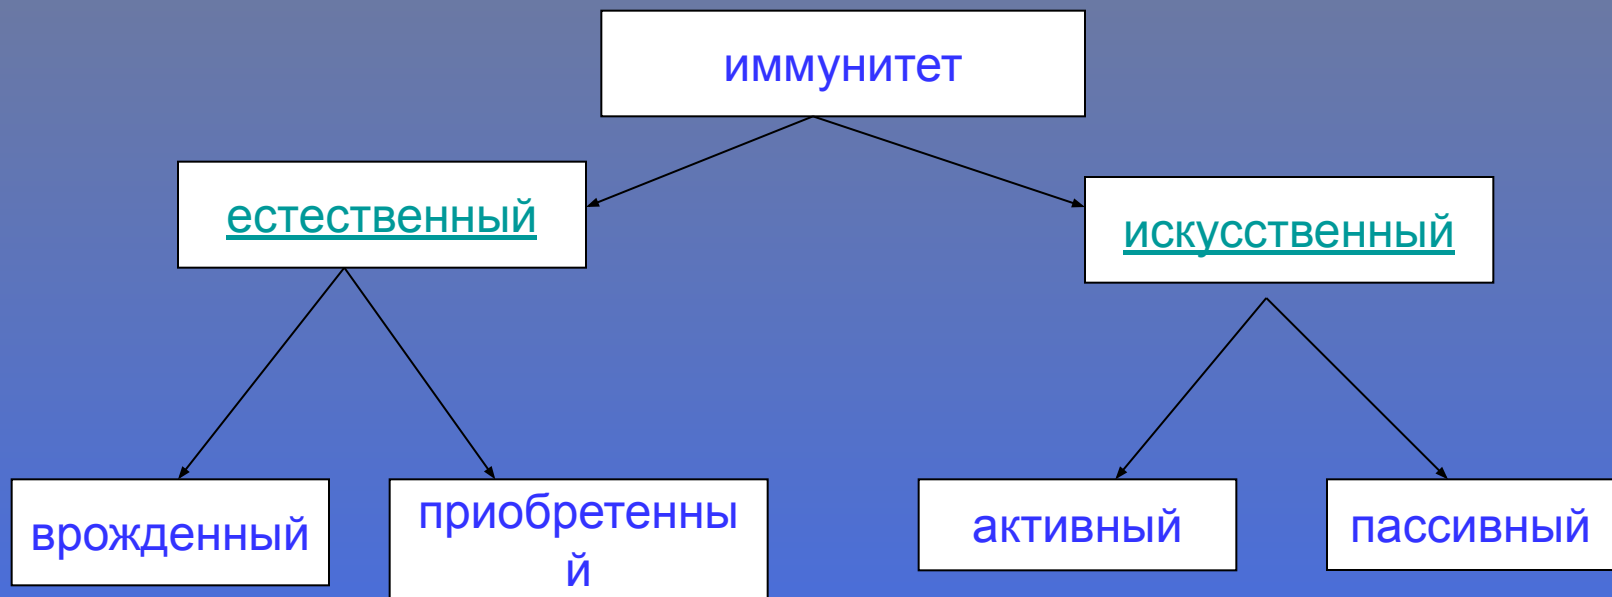 иммунитет
естественный
искусственный
врожденный
приобретенны
й
активный
пассивный